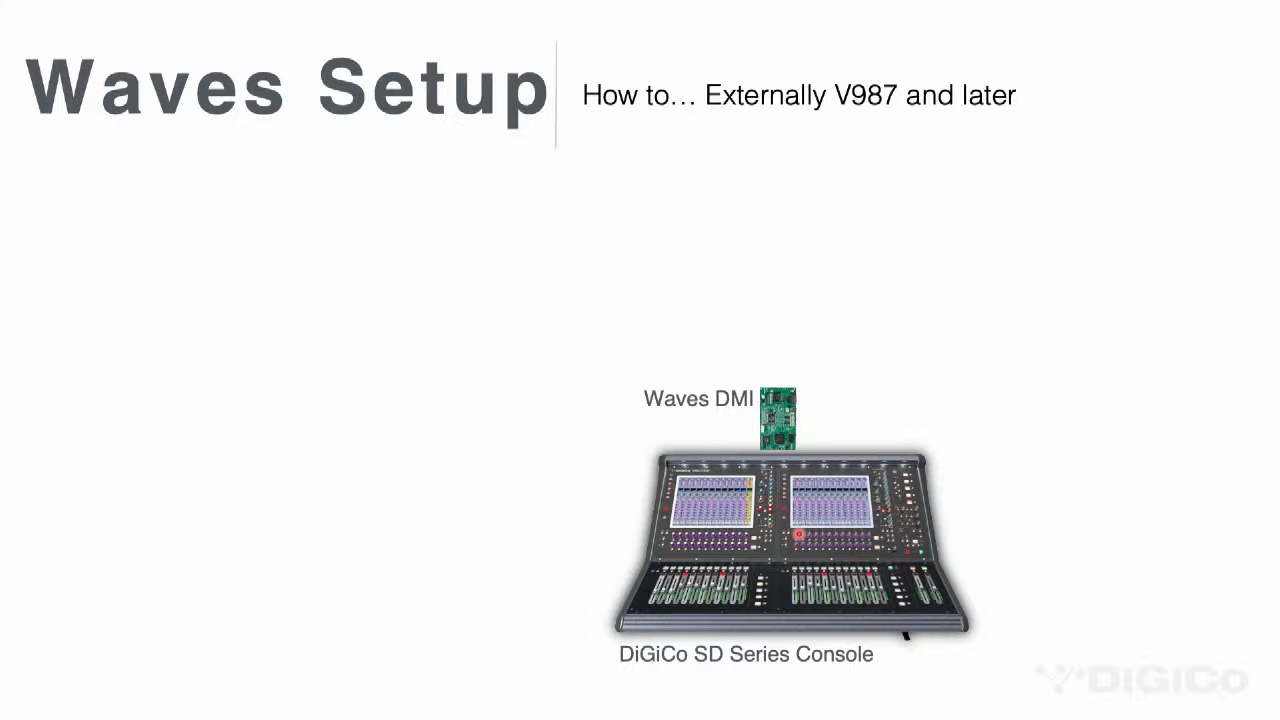 Waves Setup
How to... Externally V987 and later
Waves DMI
DiGiCo SD Series Console
DiGiCo